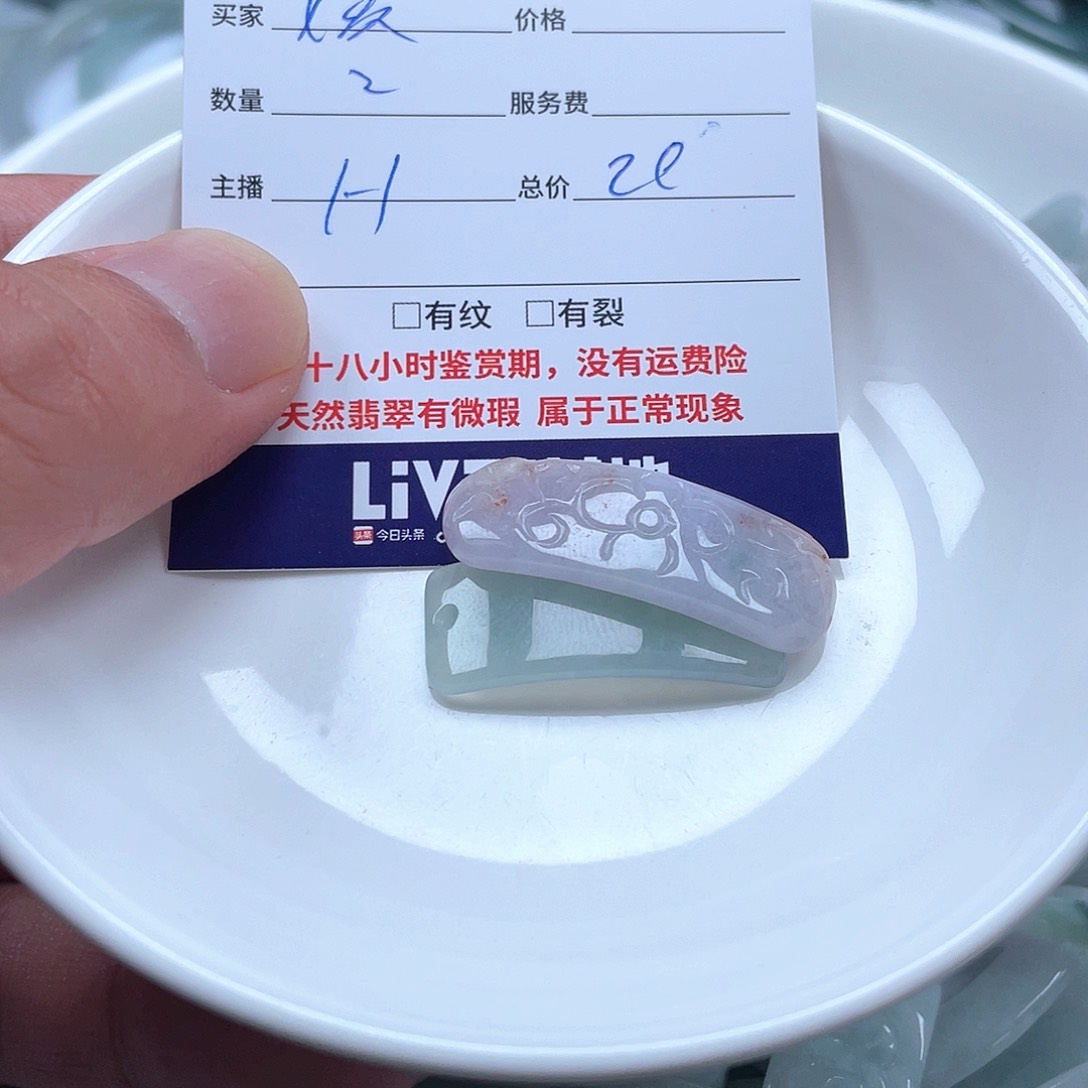 买家 价格
数量 2 服务费
主播 H 总价
□有纹 □有裂
十八小时鉴赏期，没有运费险
天然翡翠有微瑕 属于正常现象
LiV
头条 今日头条